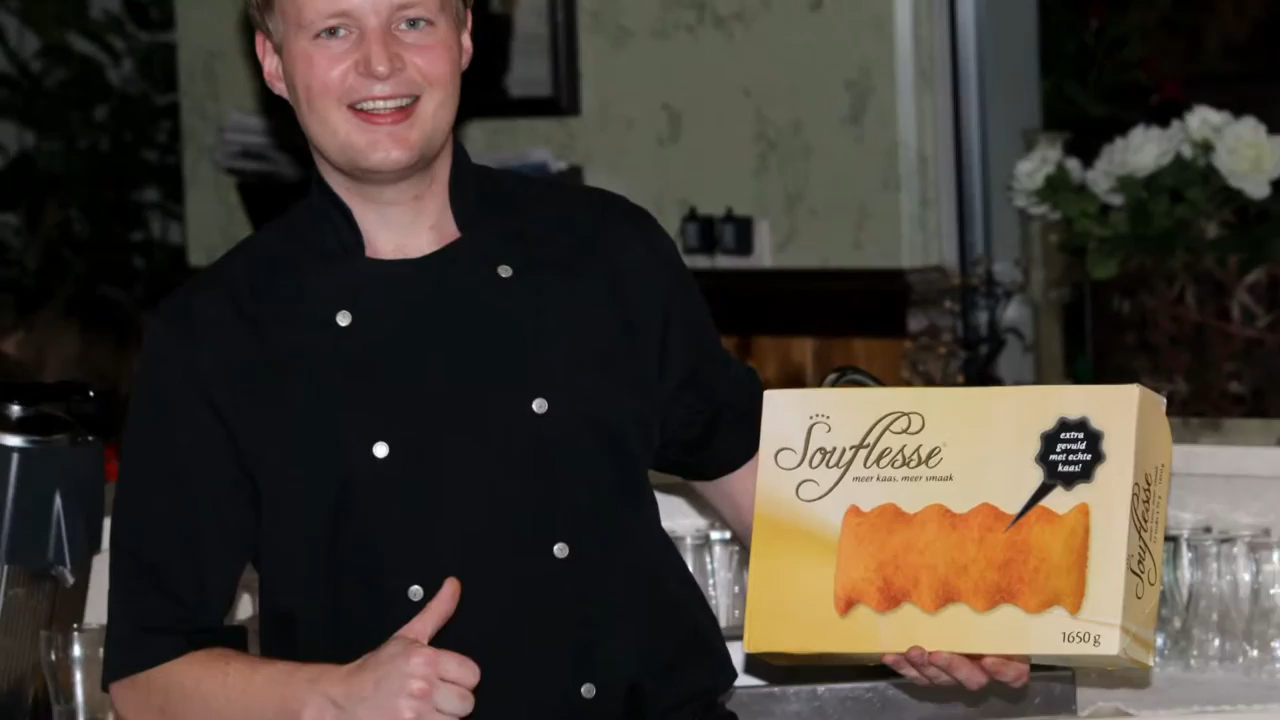 Souflesse
meer kaas, meer smaak
extra
gevuld
met echte
kaas!
1650 g
Souflesse